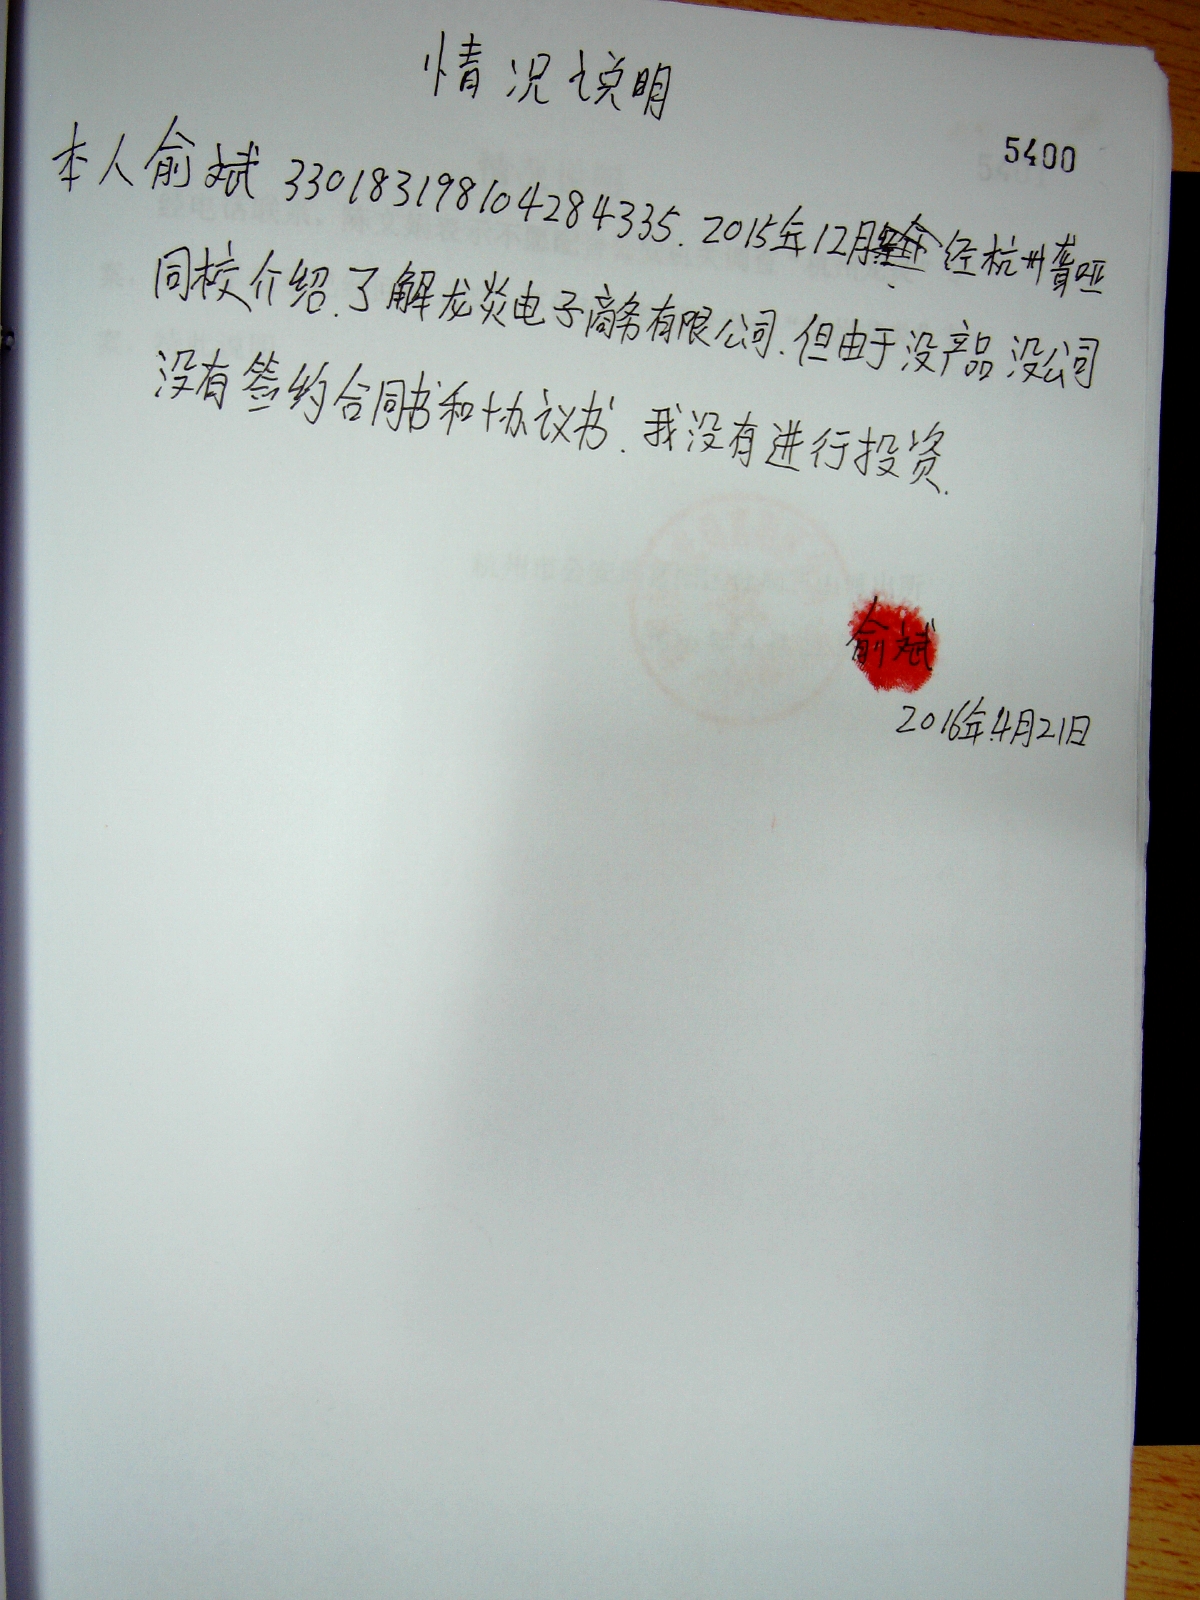 情况说明
5400
本人俞斌 330183198104284335.2015年12月经杭州聋哑
同校介绍.了解龙炎电子商务有限公司.但由于没产品没公司
没有签约合同书和协议书.我没有进行投资.
俞斌
2016年4月21日